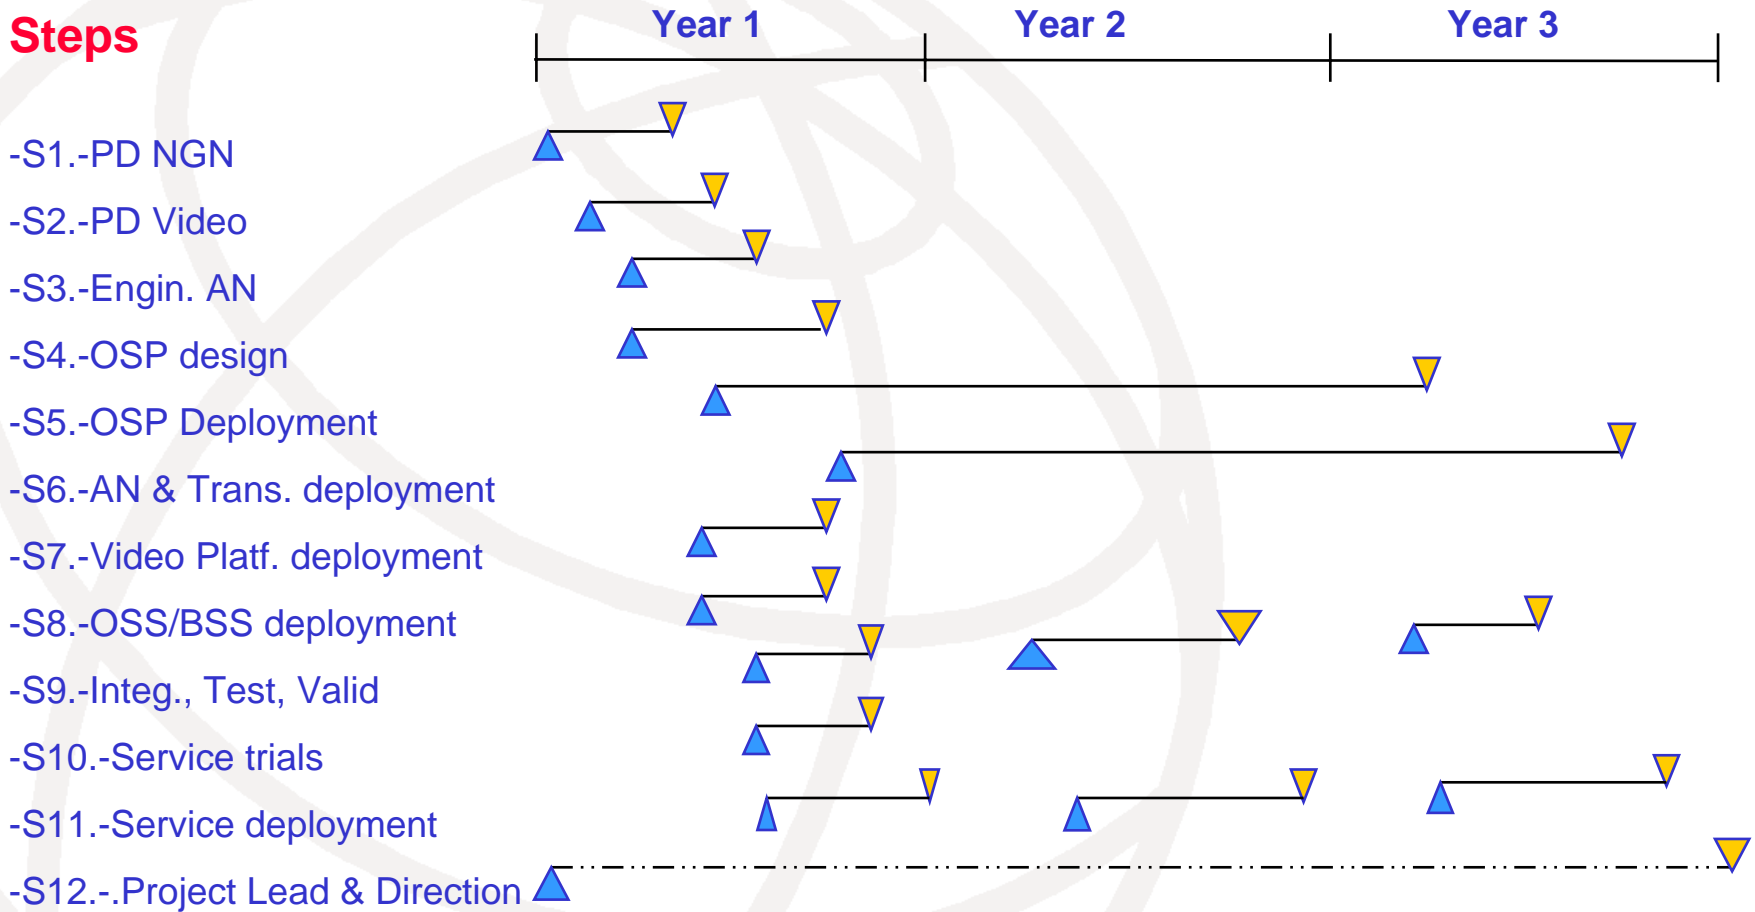 Steps
Year 1
Year 2
Year 3
-S1.-PD NGN
-S2.-PD Video
-S3.-Engin. AN
-S4.-OSP design
-S5.-OSP Deployment
-S6.-AN & Trans. deployment
-S7.-Video Platf. deployment
-S8.-OSS/BSS deployment
-S9.-Integ., Test, Valid
-S10.-Service trials
-S11.-Service deployment
-S12.-.Project Lead & Direction